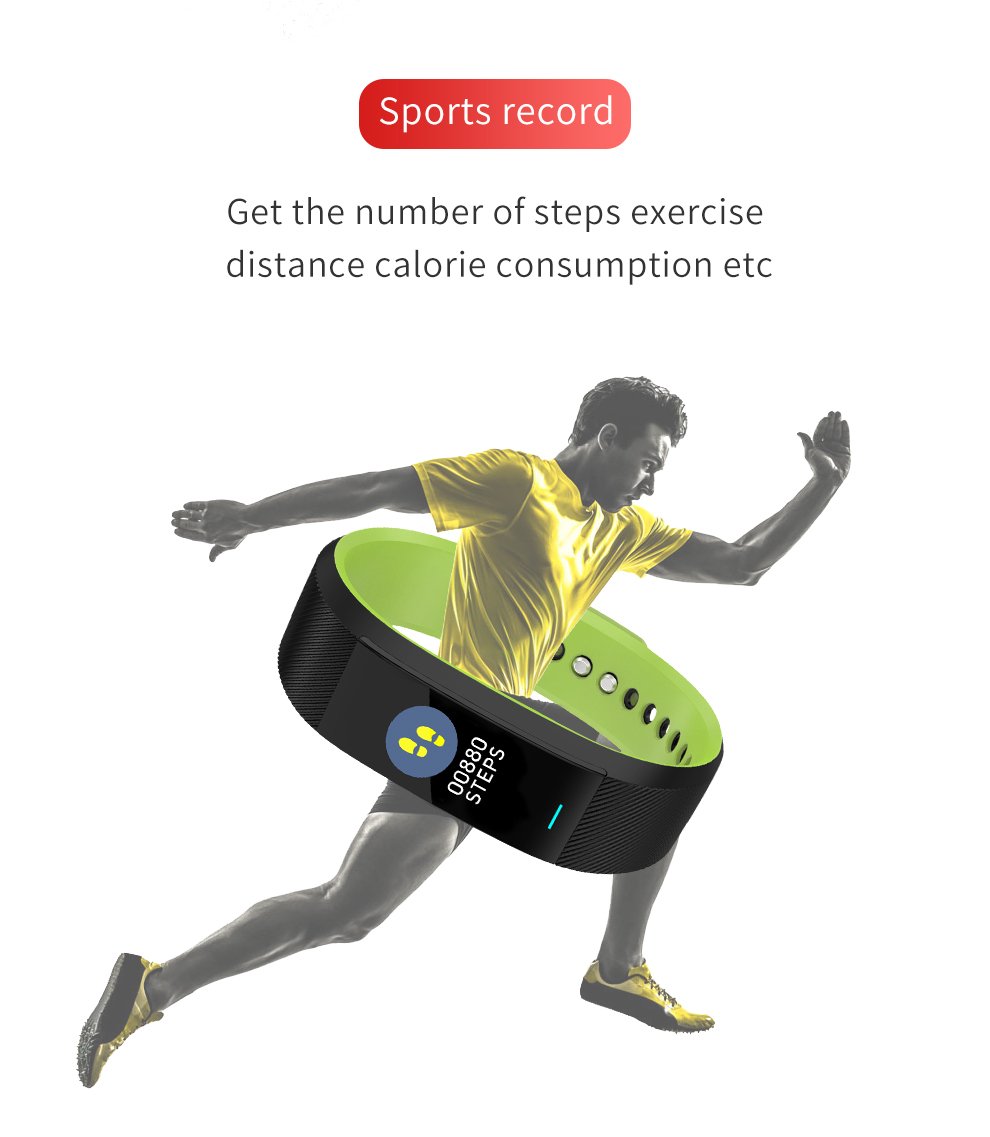 Sports record
Get the number of steps exercise
distance calorie consumption etc
00880
STEPS